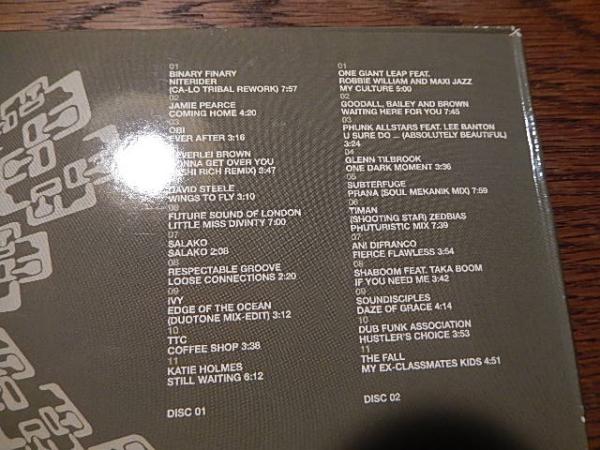 01
BINARY FINARY
NITERIDER
(CA-LO TRIBAL REWORK) 7:57
02
JAMIE PEARCE
COMING HOME 4:20
03
OBI
EVER AFTER 3:16
BEVERLEI BROWN
GONNA GET OVER YOU
RICH REMIX) 3:47
DAVID STEELE
WINGS TO FLY 3:10
06
FUTURE SOUND OF LONDON
LITTLE MISS DIVINTY 7:00
07
SALAKO
SALAKO 2:08
08
RESPECTABLE GROOVE
LOOSE CONNECTIONS 2:20
09
IVY
EDGE OF THE OCEAN
(DUOTONE MIX-EDIT) 3:12
10
TTC
COFFEE SHOP 3:38
11
KATIE HOLMES
STILL WAITING 6:12
DISC 01
01
ONE GIANT LEAP FEAT.
ROBBIE WILLIAM AND MAXI JAZZ
MY CULTURE 5:00
02
GOODALL, BAILEY AND BROWN
WAITING HERE FOR YOU 7:45
03
PHUNK ALLSTARS FEAT. LEE BANTON
U SURE DO ... (ABSOLUTELY BEAUTIFUL)
3:24
04
GLENN TILBROOK
ONE DARK MOMENT 3:36
05
SUBTERFUGE
PRANA (SOUL MEKANIK MIX) 7:59
06
TIMAN
(SHOOTING STAR) ZEDBIAS
PHUTURISTIC MIX 7:39
07
ANI DIFRANCO
FIERCE FLAWLESS 3:54
08
SHABOOM FEAT. TAKA BOOM
IF YOU NEED ME 3:42
09
SOUNDISCIPLES
DAZE OF GRACE 4:14
10
DUB FUNK ASSOCIATION
HUSTLER'S CHOICE 3:53
11
THE FALL
MY EX-CLASSMATES KIDS 4:51
DISC 02